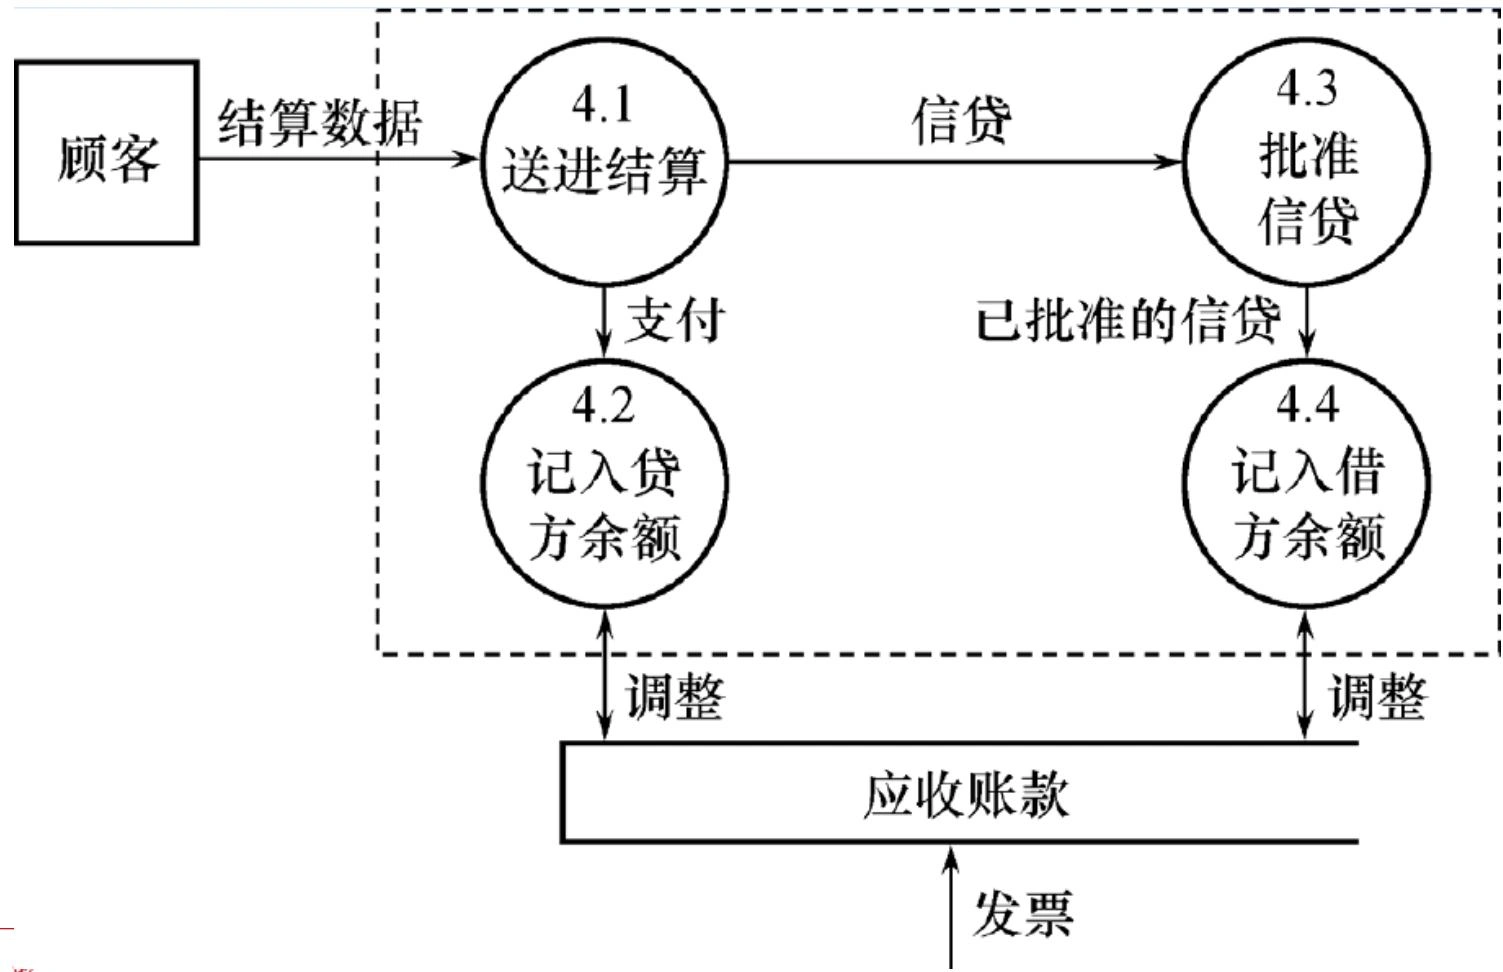 顾客
结算数据
4.1
送进结算
信贷
4.3
批准
信贷
支付
已批准的信贷
4.2
记入贷
方余额
4.4
记入借
方余额
调整
调整
应收账款
发票